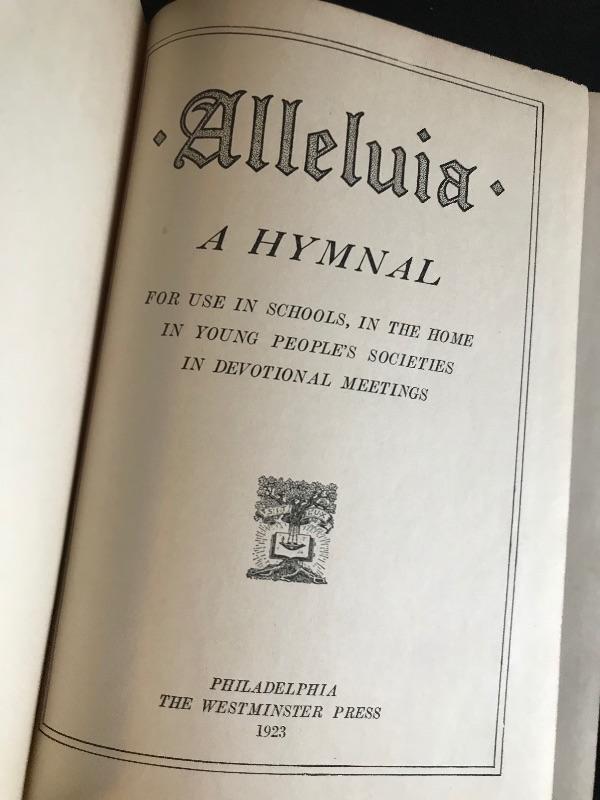 Alleluia
A HYMNAL
FOR USE IN SCHOOLS, IN THE HOME
IN YOUNG PEOPLE'S SOCIETIES
IN DEVOTIONAL MEETINGS
PHILADELPHIA
THE WESTMINSTER PRESS
1923